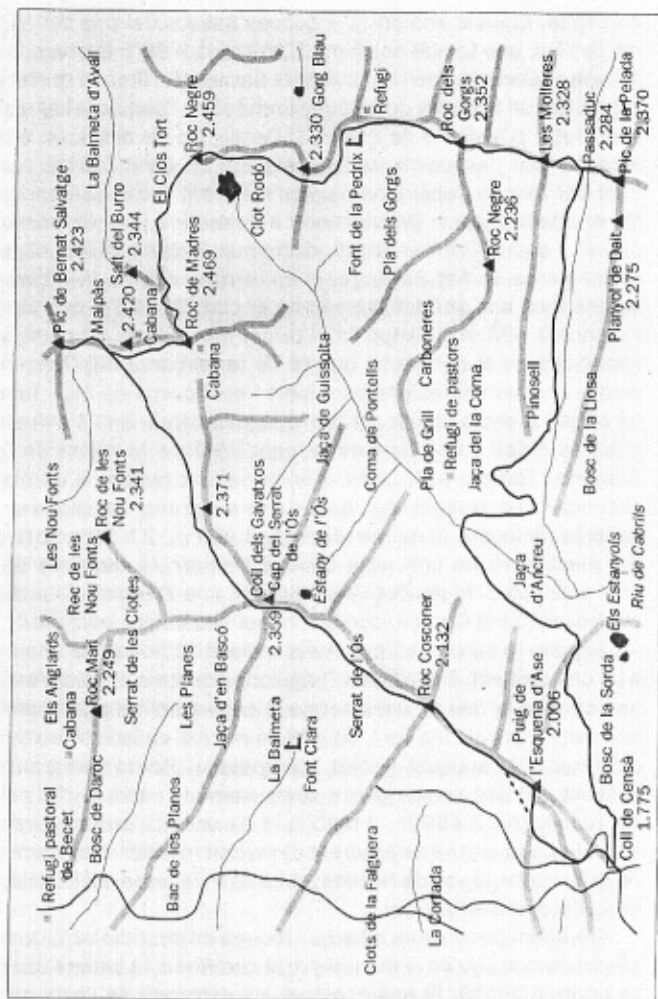 Refugi pastoral
de Becet
Els Anglards
Cabana
Bosc de Duró
Roc Marí
2.249
Rec de les
Nou Fonts
Les Nou Fonts
Roc de les
Nou Fonts
2.341
Serrat de les Clotes
Pic de Bernat Salvatge
2.423
Maupas
2.420
Cabana
La Balmeta d'Avall
Salt del Burro
2.344
El Clos Tort
Roc Negre
2.459
Roc de Madres
2.469
Cabana
Clot Rodó
2.330
Gorg Blau
Bac de les Planes
Les Planes
Jaça d'en Bascó
2.371
Coll dels Gavatxos
Cap del Serrat
de l'Ós
2.359
Estany de l'Ós
Jaça de Guissota
La Balmeta
Font Clara
Serrat de l'Ós
Coma de Pontells
Font de la Pedrix
Refugi
Pla dels Gorgs
Roc dels
Gorgs
2.352
Clots de la Falguera
La Corriada
Roc Coscomer
2.132
Pla de Grill
Carboneres
Refugi de pastors
Jaça de la Coma
Roc Negre
2.236
Les Molleres
2.328
Passaduc
2.284
Pic de la Pelada
2.370
Puig de
l'Esquema d'Ase
2.006
Jaça
d'Ancreu
Pinosell
Bosc de la Llosa
Planyol de Dalt
2.275
Bosc de la Sorda
Coll de Censà
1.775
Els Estanyols
Riu de Cabrils